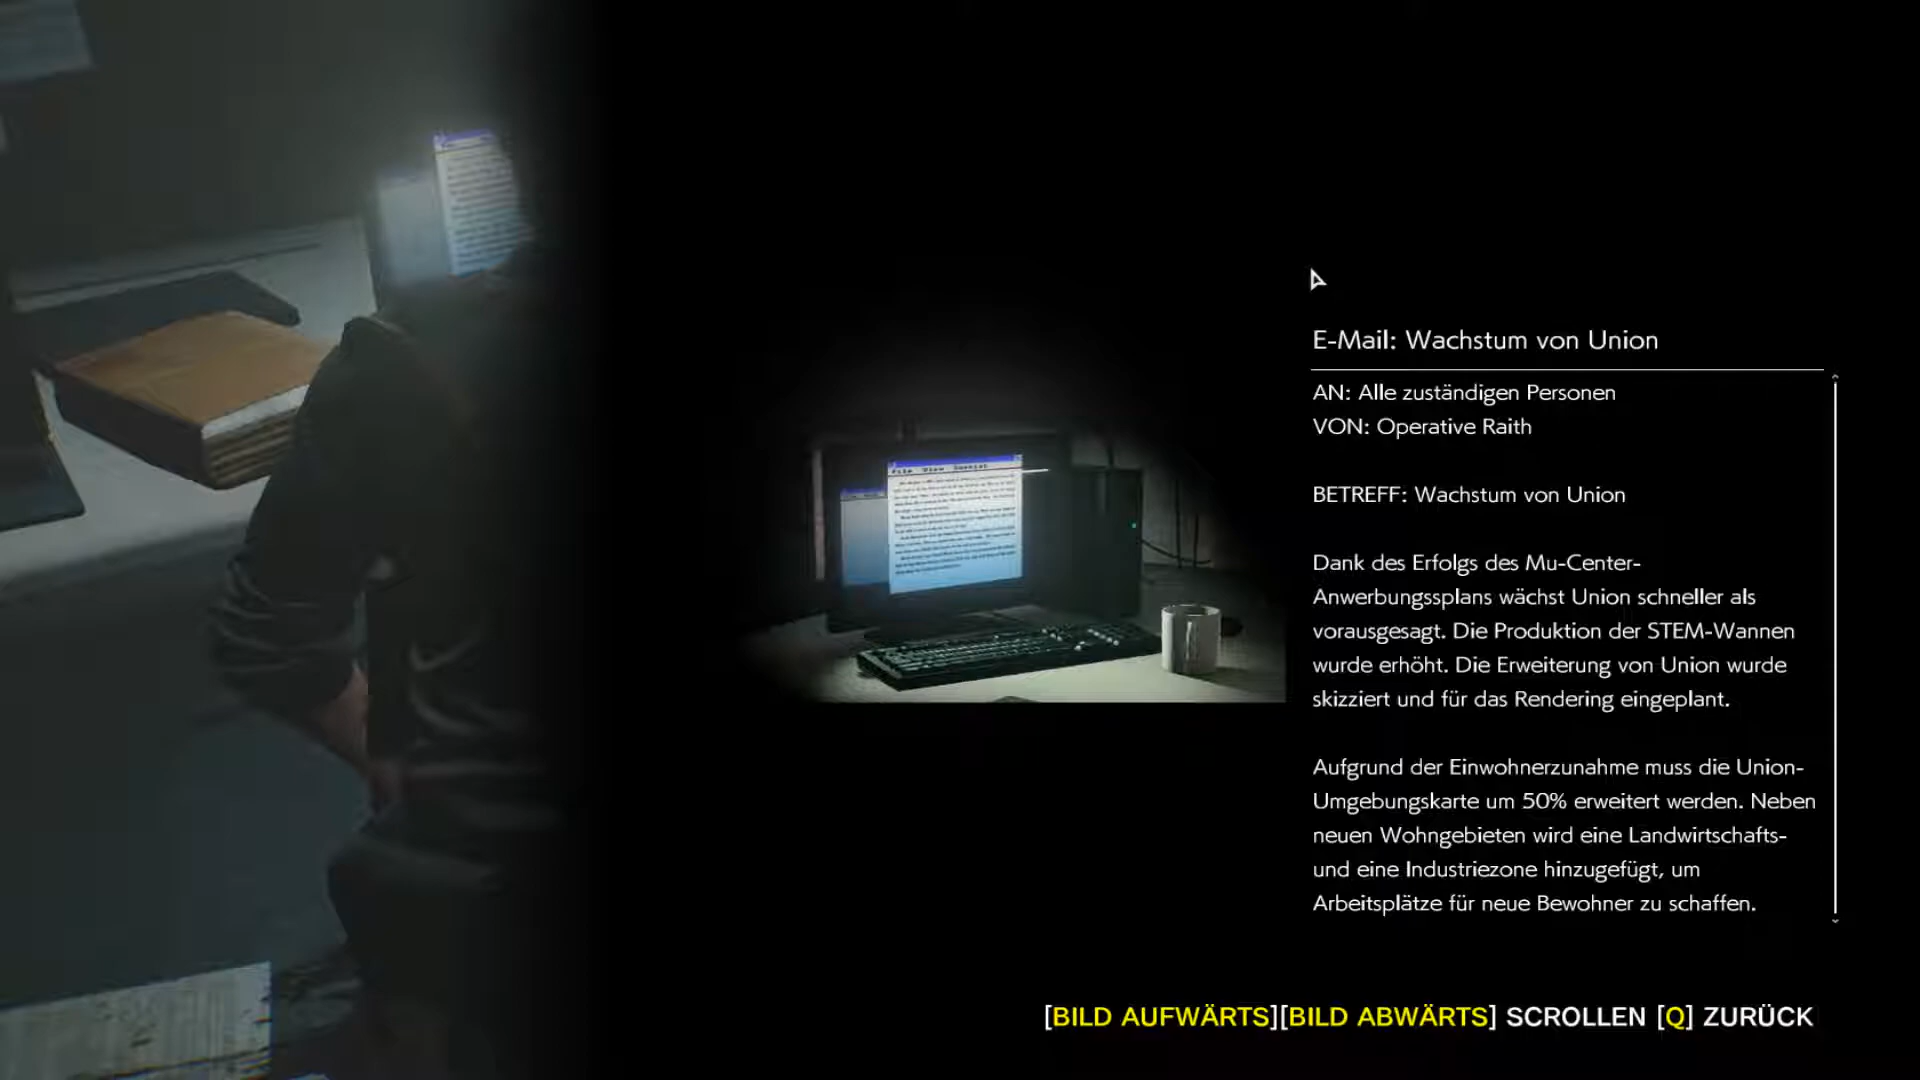 E-Mail: Wachstum von Union
AN: Alle zuständigen Personen
VON: Operative Raith
BETREFF: Wachstum von Union
Dank des Erfolgs des Mu-Center-
Anwerbungssplans wächst Union schneller als
vorausgesagt. Die Produktion der STEM-Wannen
wurde erhöht. Die Erweiterung von Union wurde
skizziert und für das Rendering eingeplant.
Aufgrund der Einwohnerzunahme muss die Union-
Umgebungskarte um 50% erweitert werden. Neben
neuen Wohngebieten wird eine Landwirtschafts-
und eine Industriezone hinzugefügt, um
Arbeitsplätze für neue Bewohner zu schaffen.
[BILD AUFWÄRTS][BILD ABWÄRTS] SCROLLEN [Q] ZURÜCK